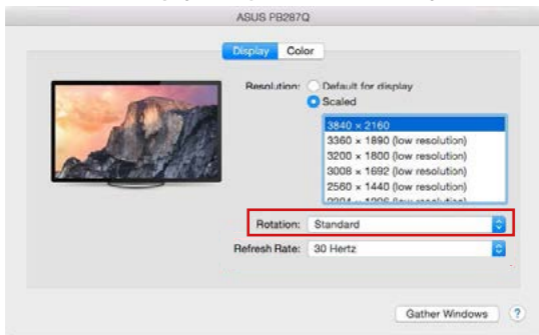 ASUS PB287Q
Display Color
Resolution: Default for display
Scaled
3840 × 2160
3360 × 1890 (low resolution)
3200 × 1800 (low resolution)
3008 × 1692 (low resolution)
2560 × 1440 (low resolution)
Rotation: Standard
Refresh Rate: 30 Hertz
Gather Windows ?